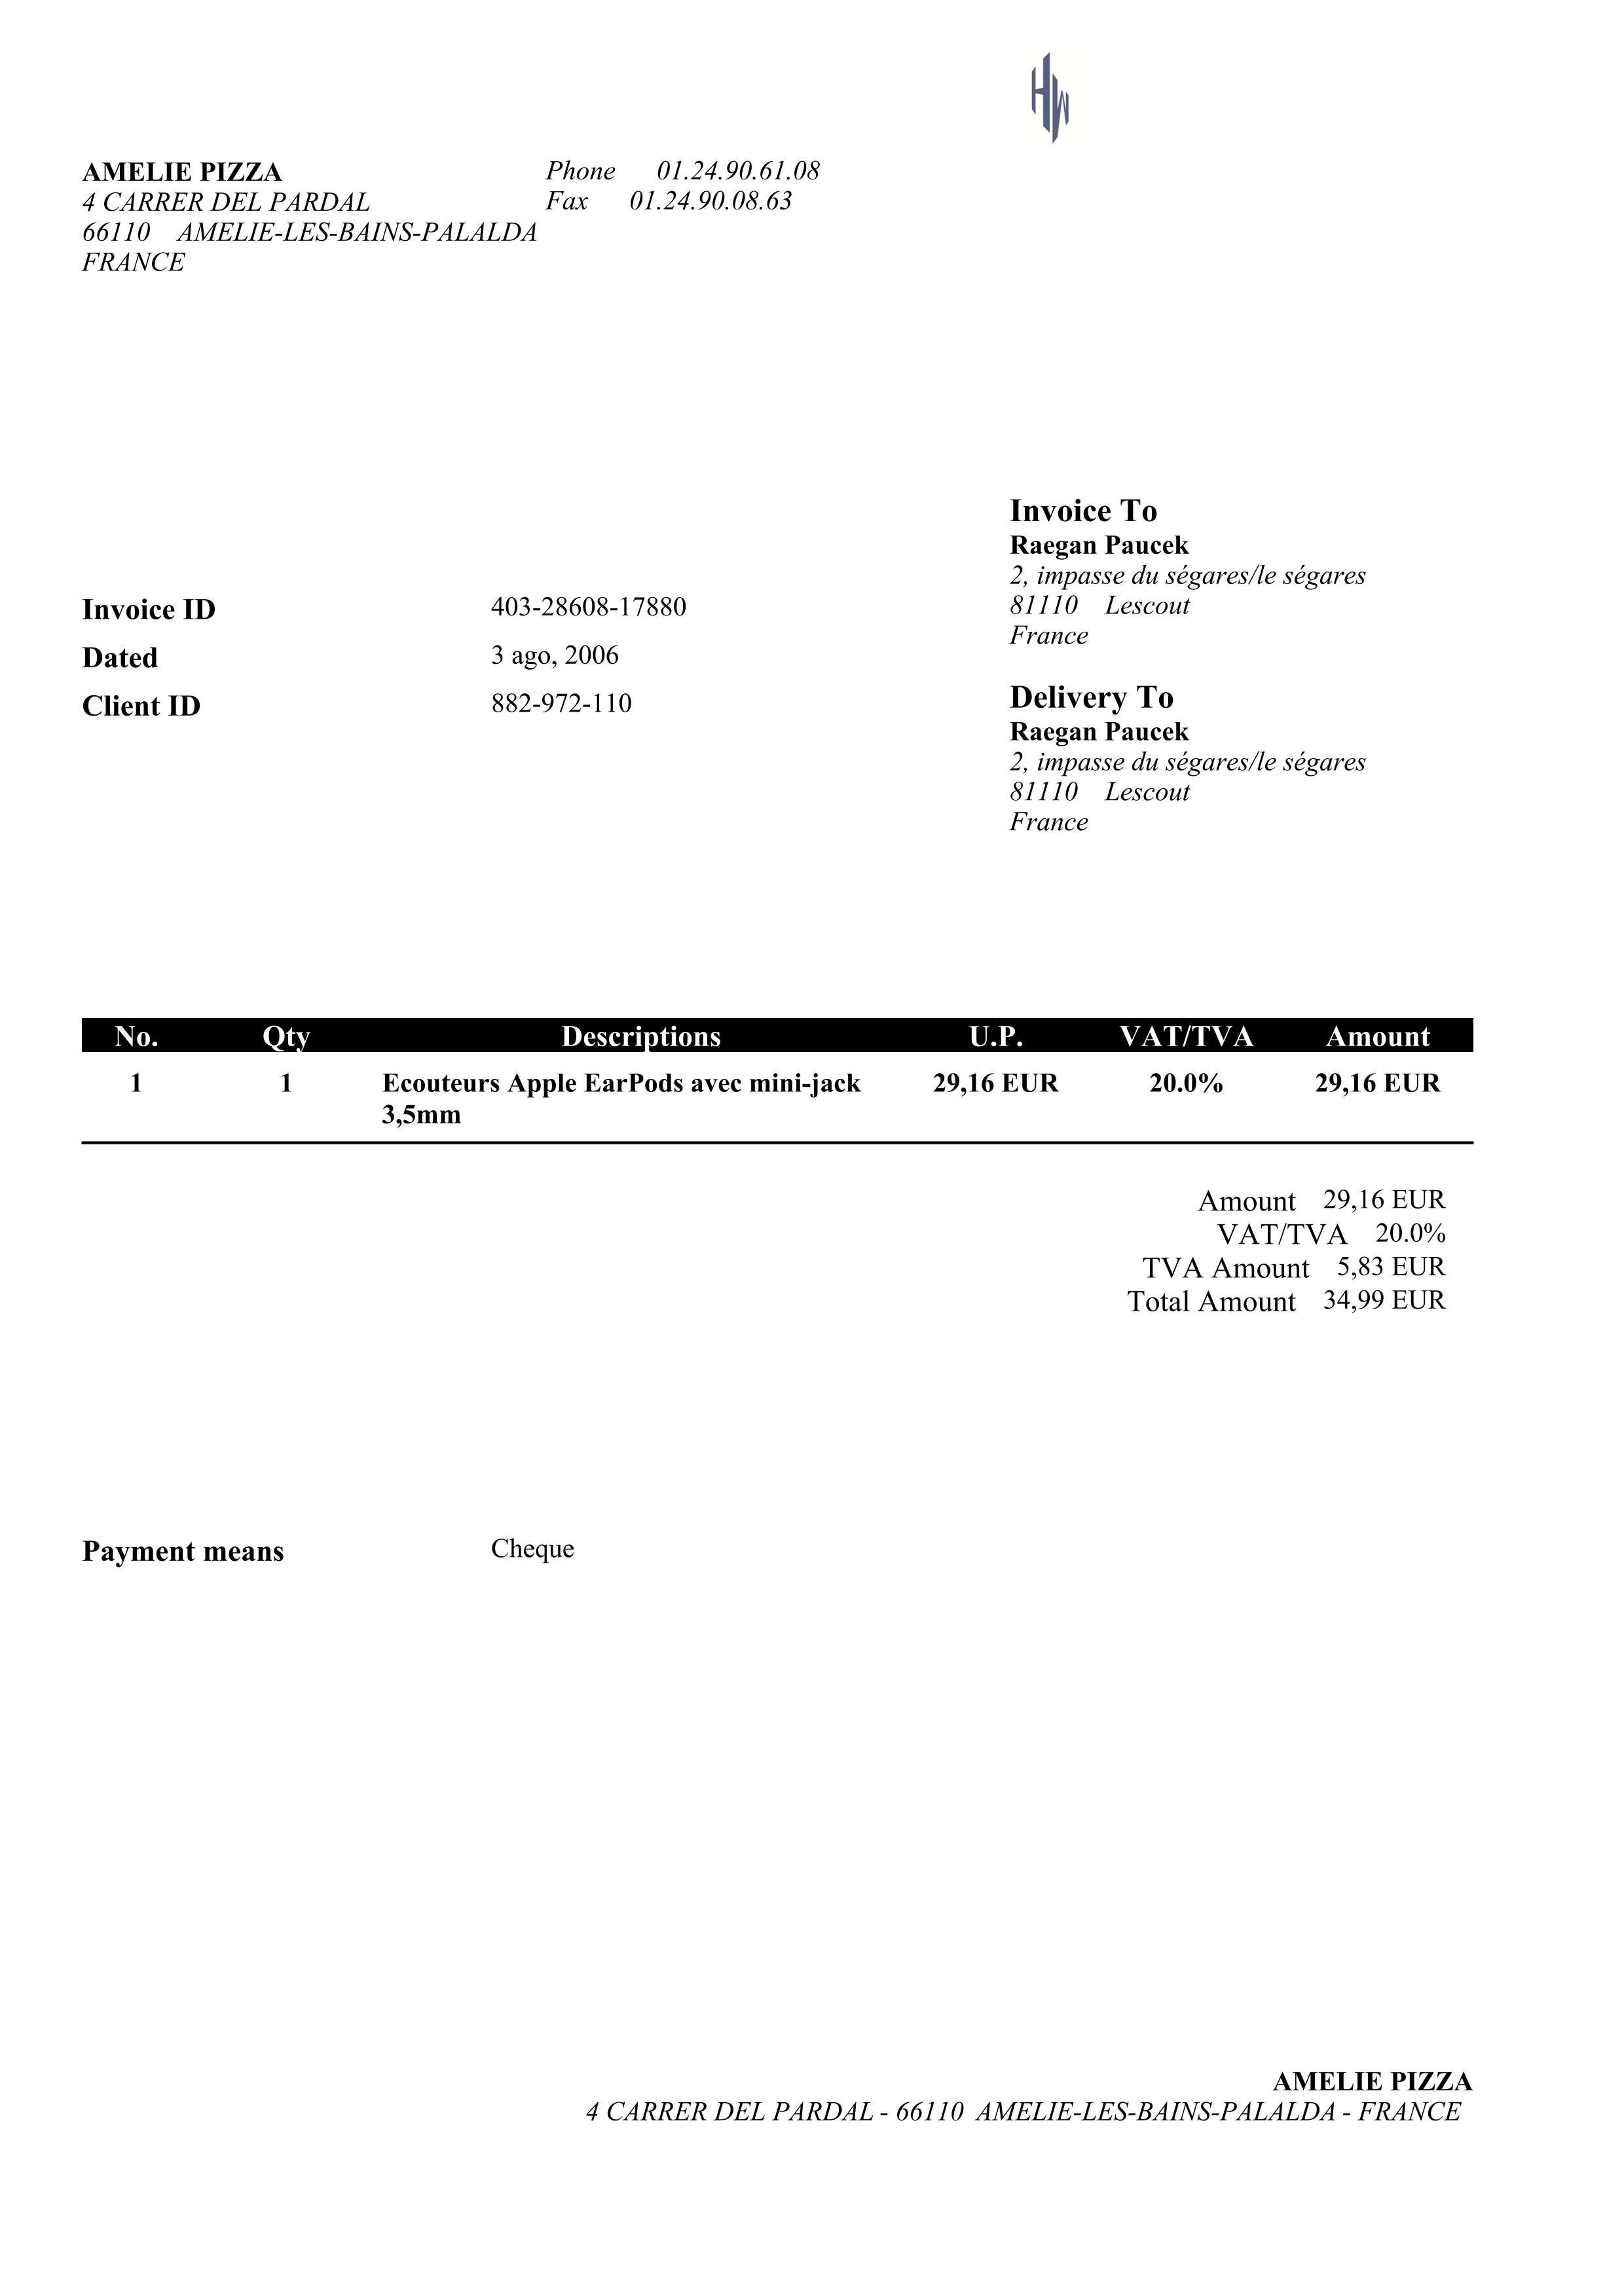 HW
AMELIE PIZZA
4 CARRER DEL PARDAL
66110 AMELIE-LES-BAINS-PALALDA
FRANCE
Phone 01.24.90.61.08
Fax 01.24.90.08.63
Invoice ID 403-28608-17880
Dated 3 ago, 2006
Client ID 882-972-110
Invoice To
Raegan Paucek
2, impasse du ségares/le ségares
81110 Lescout
France
Delivery To
Raegan Paucek
2, impasse du ségares/le ségares
81110 Lescout
France
No. Qty Descriptions U.P. VAT/TVA Amount
1 1 Ecouteurs Apple EarPods avec mini-jack 29,16 EUR 20.0% 29,16 EUR
3,5mm
Amount 29,16 EUR
VAT/TVA 20.0%
TVA Amount 5,83 EUR
Total Amount 34,99 EUR
Payment means Cheque
AMELIE PIZZA
4 CARRER DEL PARDAL - 66110 AMELIE-LES-BAINS-PALALDA - FRANCE